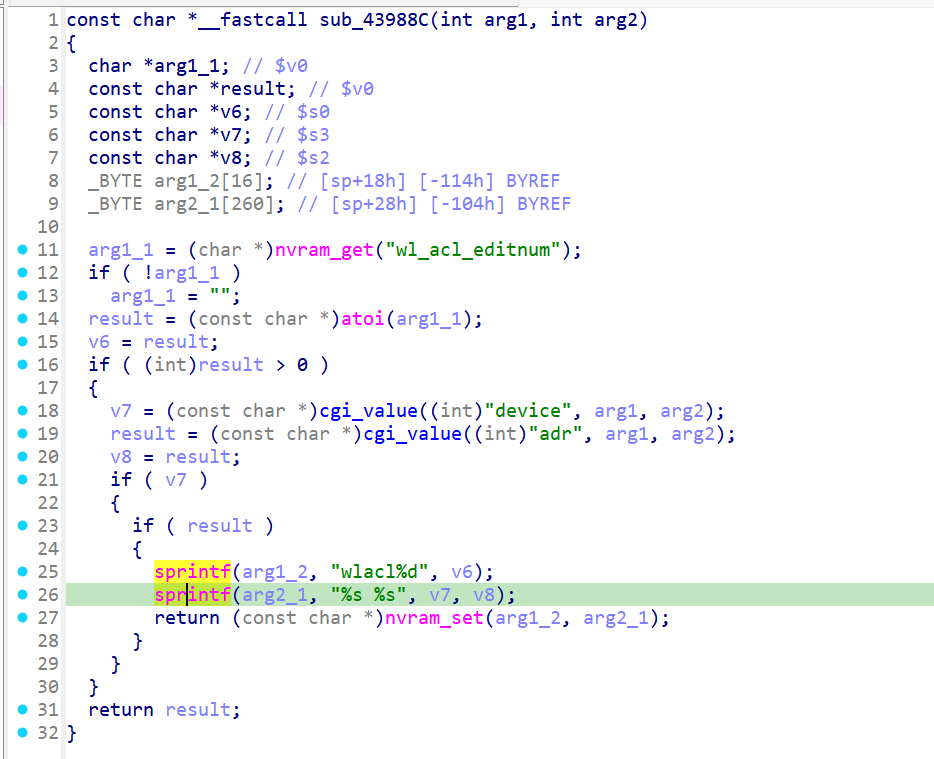 1 const char *__fastcall sub_43988C(int arg1, int arg2)
2 {
3   char *arg1_1; // $v0
4   const char *result; // $v0
5   const char *v6; // $s0
6   const char *v7; // $s3
7   const char *v8; // $s2
8   _BYTE arg1_2[16]; // [sp+18h] [-114h] BYREF
9   _BYTE arg2_1[260]; // [sp+28h] [-104h] BYREF
10
11   arg1_1 = (char *)nvram_get("wl_acl_editnum");
12   if ( !arg1_1 )
13     arg1_1 = "";
14   result = (const char *)atoi(arg1_1);
15   v6 = result;
16   if ( (int)result > 0 )
17   {
18     v7 = (const char *)cgi_value((int)"device", arg1, arg2);
19     result = (const char *)cgi_value((int)"adr", arg1, arg2);
20     v8 = result;
21     if ( v7 )
22     {
23       if ( result )
24       {
25         sprintf(arg1_2, "wlacl%d", v6);
26         sprintf(arg2_1, "%s %s", v7, v8);
27         return (const char *)nvram_set(arg1_2, arg2_1);
28       }
29     }
30   }
31   return result;
32 }